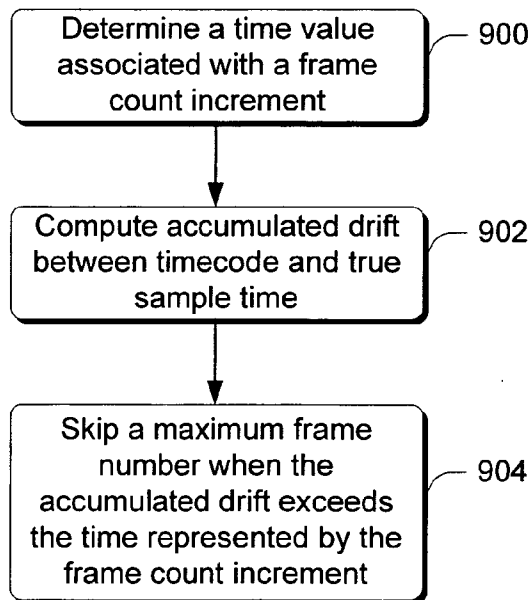 Determine a time value
associated with a frame
count increment
900
Compute accumulated drift
between timecode and true
sample time
902
Skip a maximum frame
number when the
accumulated drift exceeds
the time represented by the
frame count increment
904